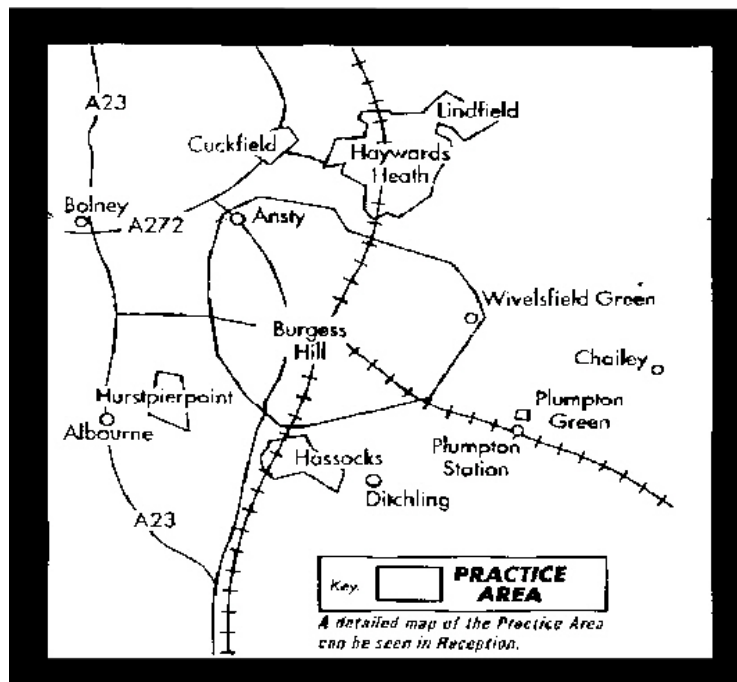 A23
Lindfield
Cuckfield
Haywards
Heath
Bolney
A272
Ansty
Wivelsfield Green
Burgess
Hill
Chailey
Hurstpierpoint
Plumpton
Green
Albourne
Plumpton
Station
Hassocks
Ditchling
A23
Key.
PRACTICE
AREA
A detailed map of the Practice Area
can be seen in Reception.